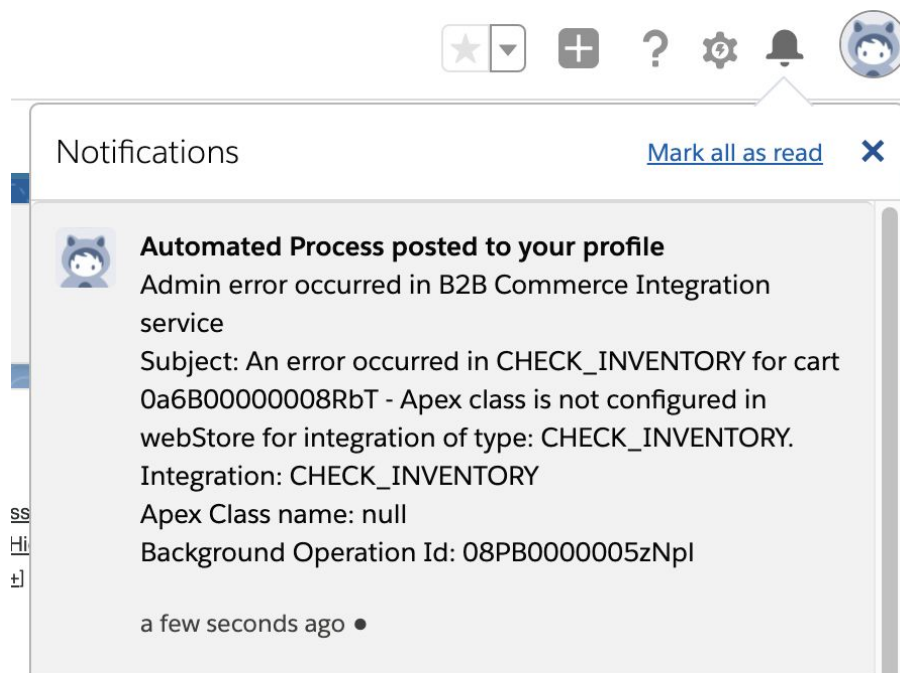 Notifications
Mark all as read
Automated Process posted to your profile
Admin error occurred in B2B Commerce Integration
service
Subject: An error occurred in CHECK_INVENTORY for cart
0a6B00000008RbT - Apex class is not configured in
webStore for integration of type: CHECK_INVENTORY.
Integration: CHECK_INVENTORY
Apex Class name: null
Background Operation Id: 08PB0000005zNpI
a few seconds ago
ss
Hi
+]